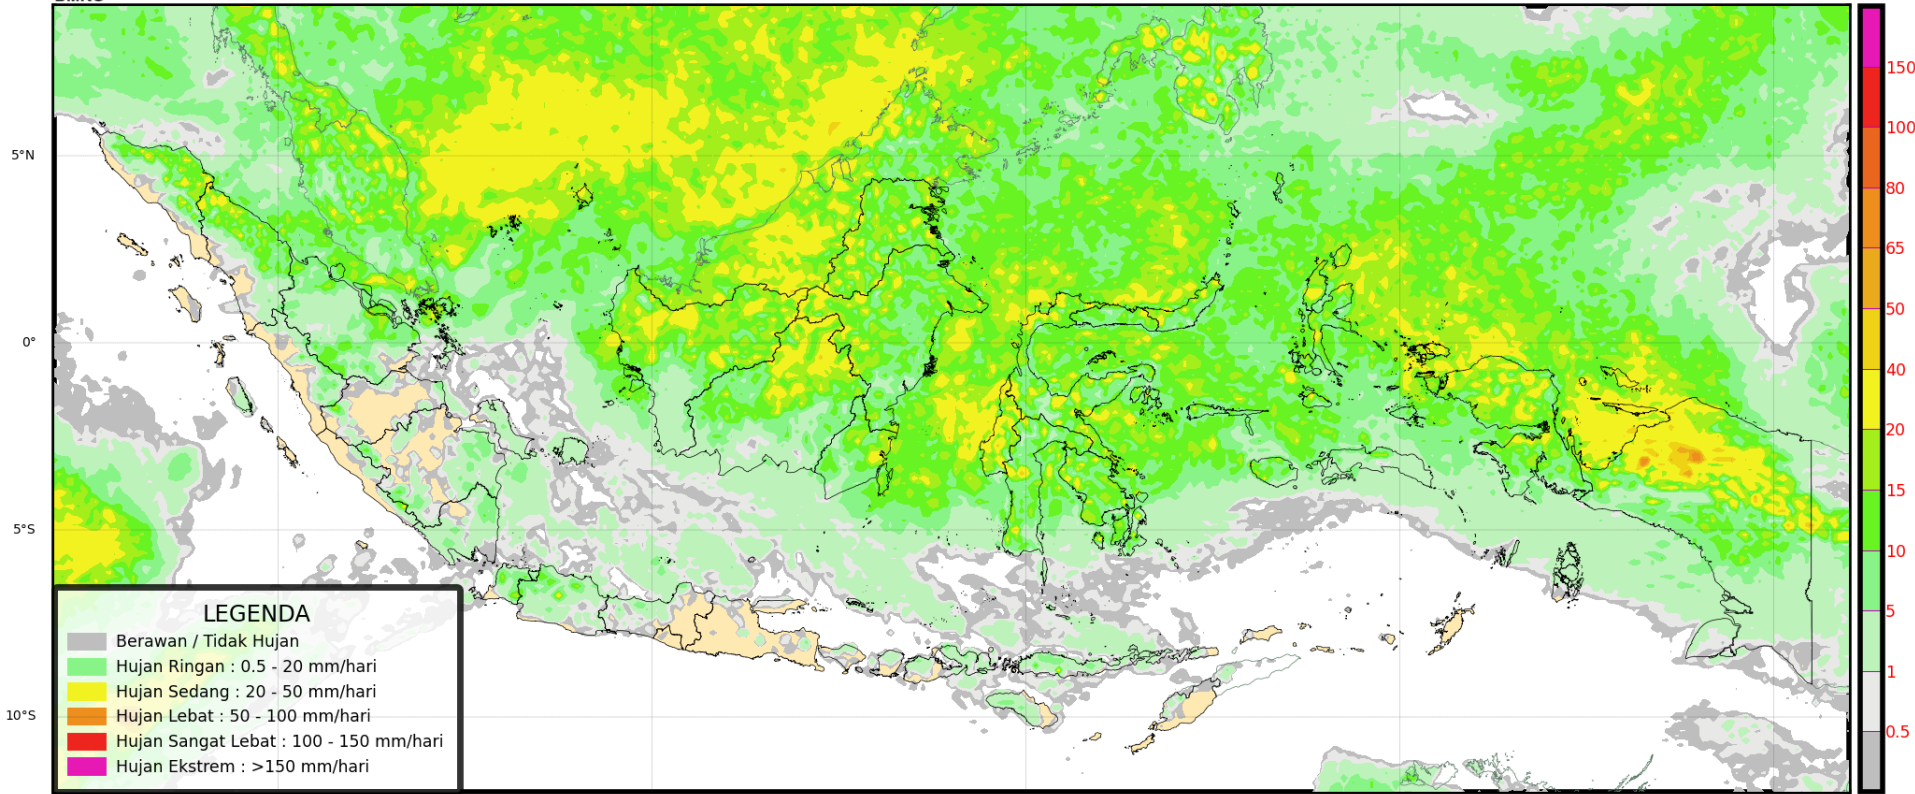 5°N
0°
5°S
10°S
LEGENDA
Berawan / Tidak Hujan
Hujan Ringan : 0.5 - 20 mm/hari
Hujan Sedang : 20 - 50 mm/hari
Hujan Lebat : 50 - 100 mm/hari
Hujan Sangat Lebat : 100 - 150 mm/hari
Hujan Ekstrem : >150 mm/hari
150
100
80
65
50
40
20
15
10
5
1
0.5